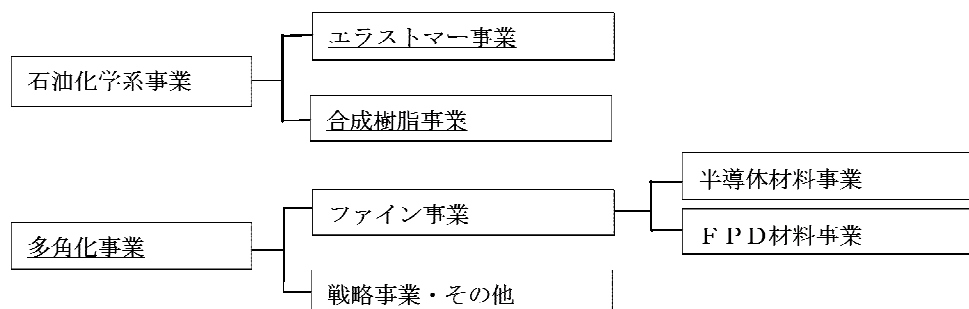 エラストマー事業
石油化学系事業
合成樹脂事業
半導体材料事業
ファイン事業
ＦＰＤ材料事業
多角化事業
戦略事業・その他